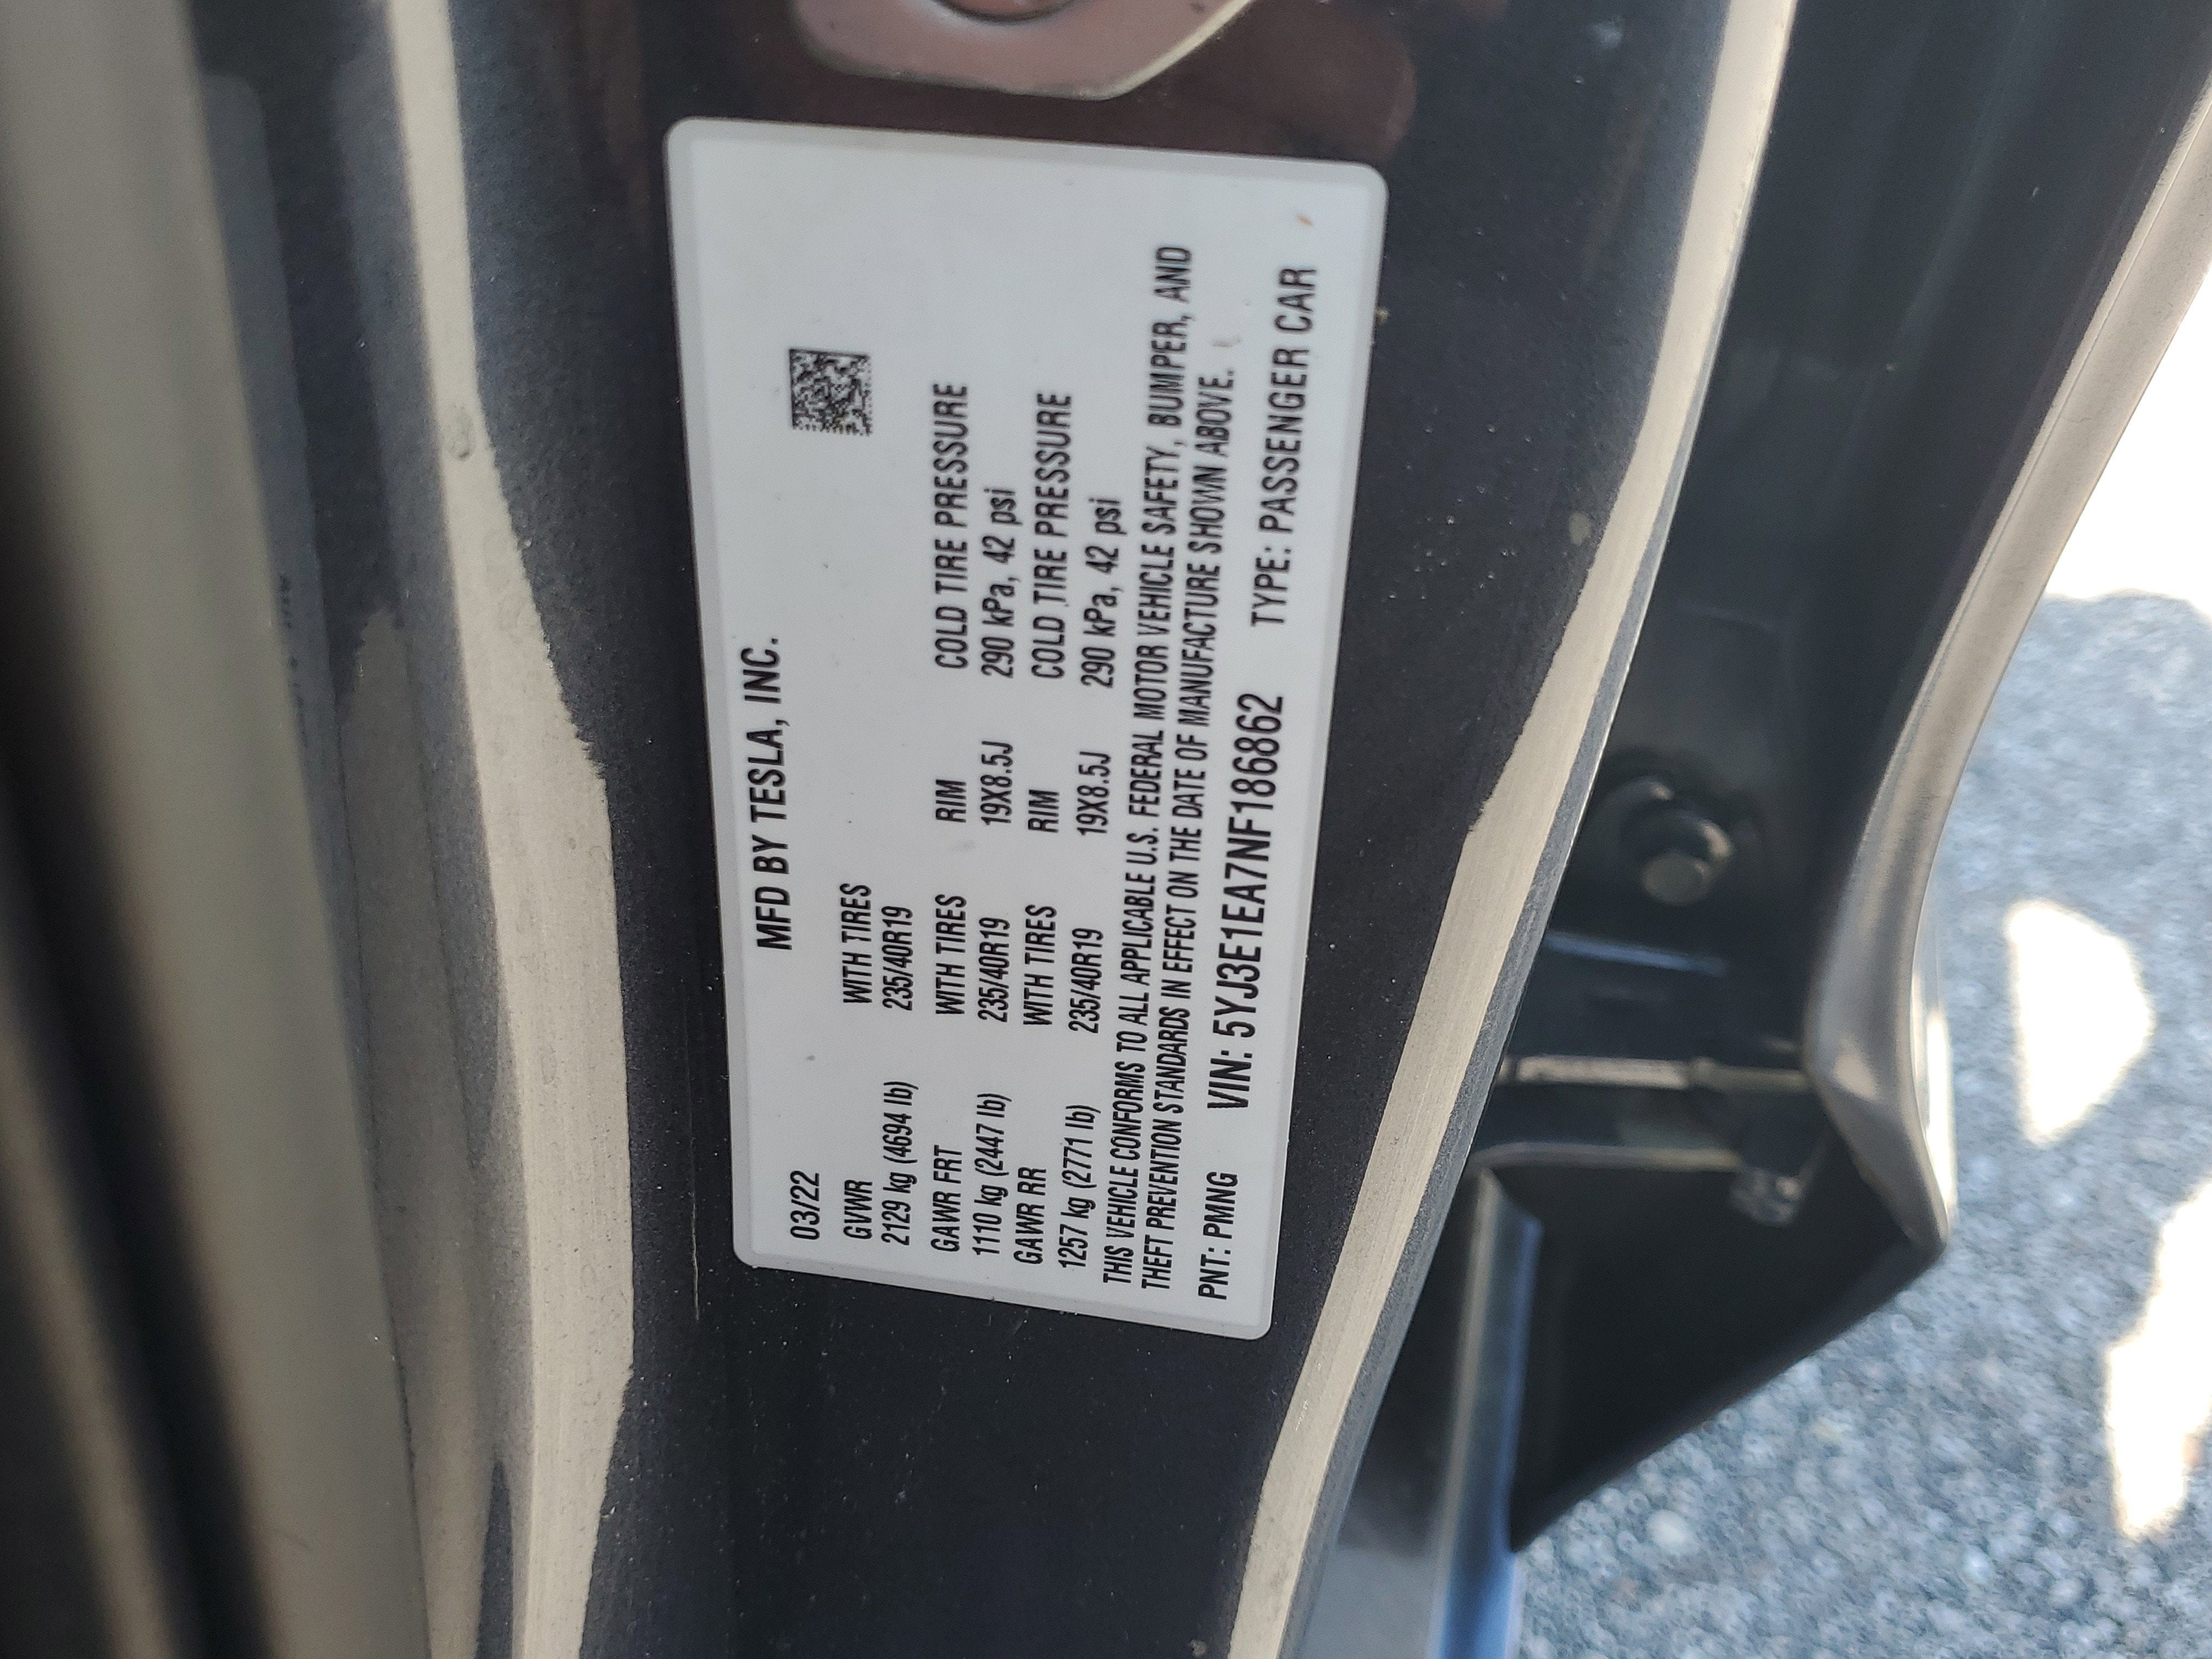 MFD BY TESLA, INC.
03/22
GVWR WITH TIRES
2129 kg (4694 lb) 235/40R19
GAWR FRT WITH TIRES RIM COLD TIRE PRESSURE
1110 kg (2447 lb) 235/40R19 19X8.5J 290 kPa, 42 psi
GAWR RR WITH TIRES RIM COLD TIRE PRESSURE
1257 kg (2771 lb) 235/40R19 19X8.5J 290 kPa, 42 psi
THIS VEHICLE CONFORMS TO ALL APPLICABLE U.S. FEDERAL MOTOR VEHICLE SAFETY, BUMPER, AND
THEFT PREVENTION STANDARDS IN EFFECT ON THE DATE OF MANUFACTURE SHOWN ABOVE.
PNT: PMNG VIN: 5YJ3E1EA7NF186862 TYPE: PASSENGER CAR